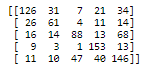 [[126 31 7 21 34]
[ 26 61 4 11 14]
[ 16 14 88 13 68]
[ 9 3 1 153 13]
[ 11 10 47 40 146]]